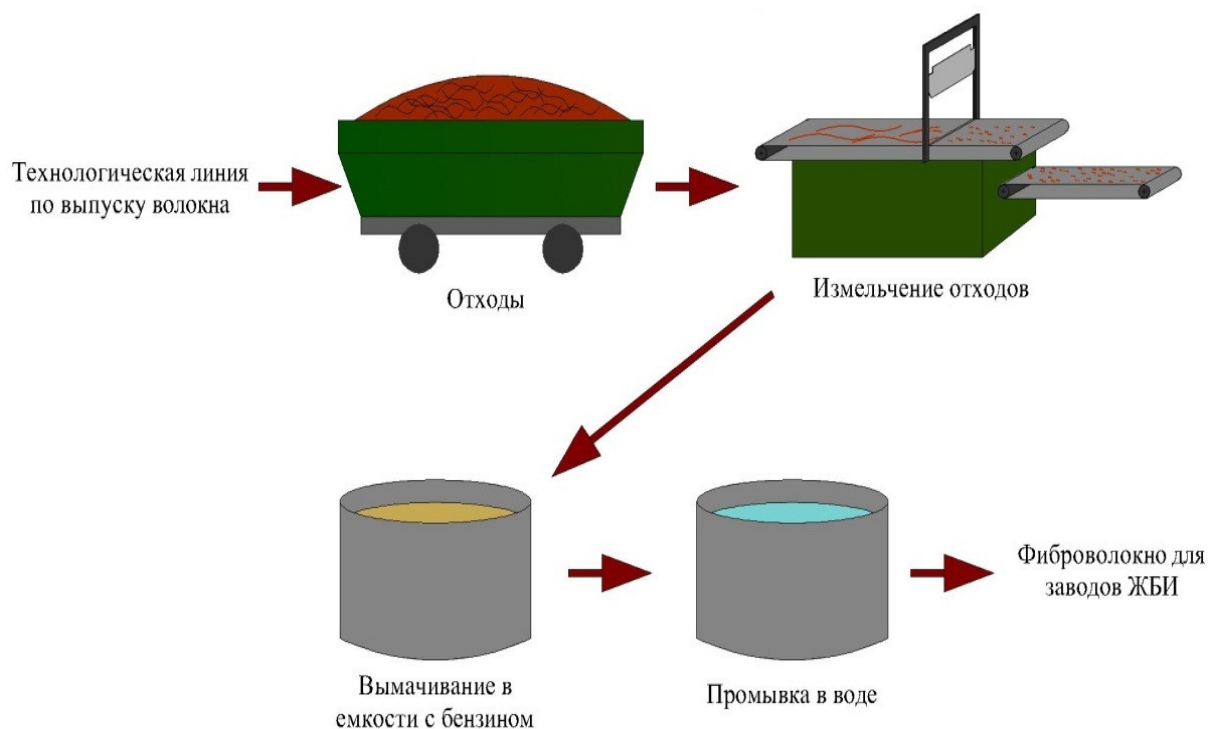 Технологическая линия
по выпуску волокна
Отходы
Измельчение отходов
Вымачивание в
емкости с бензином
Промывка в воде
Фиброволокно для
заводов ЖБИ